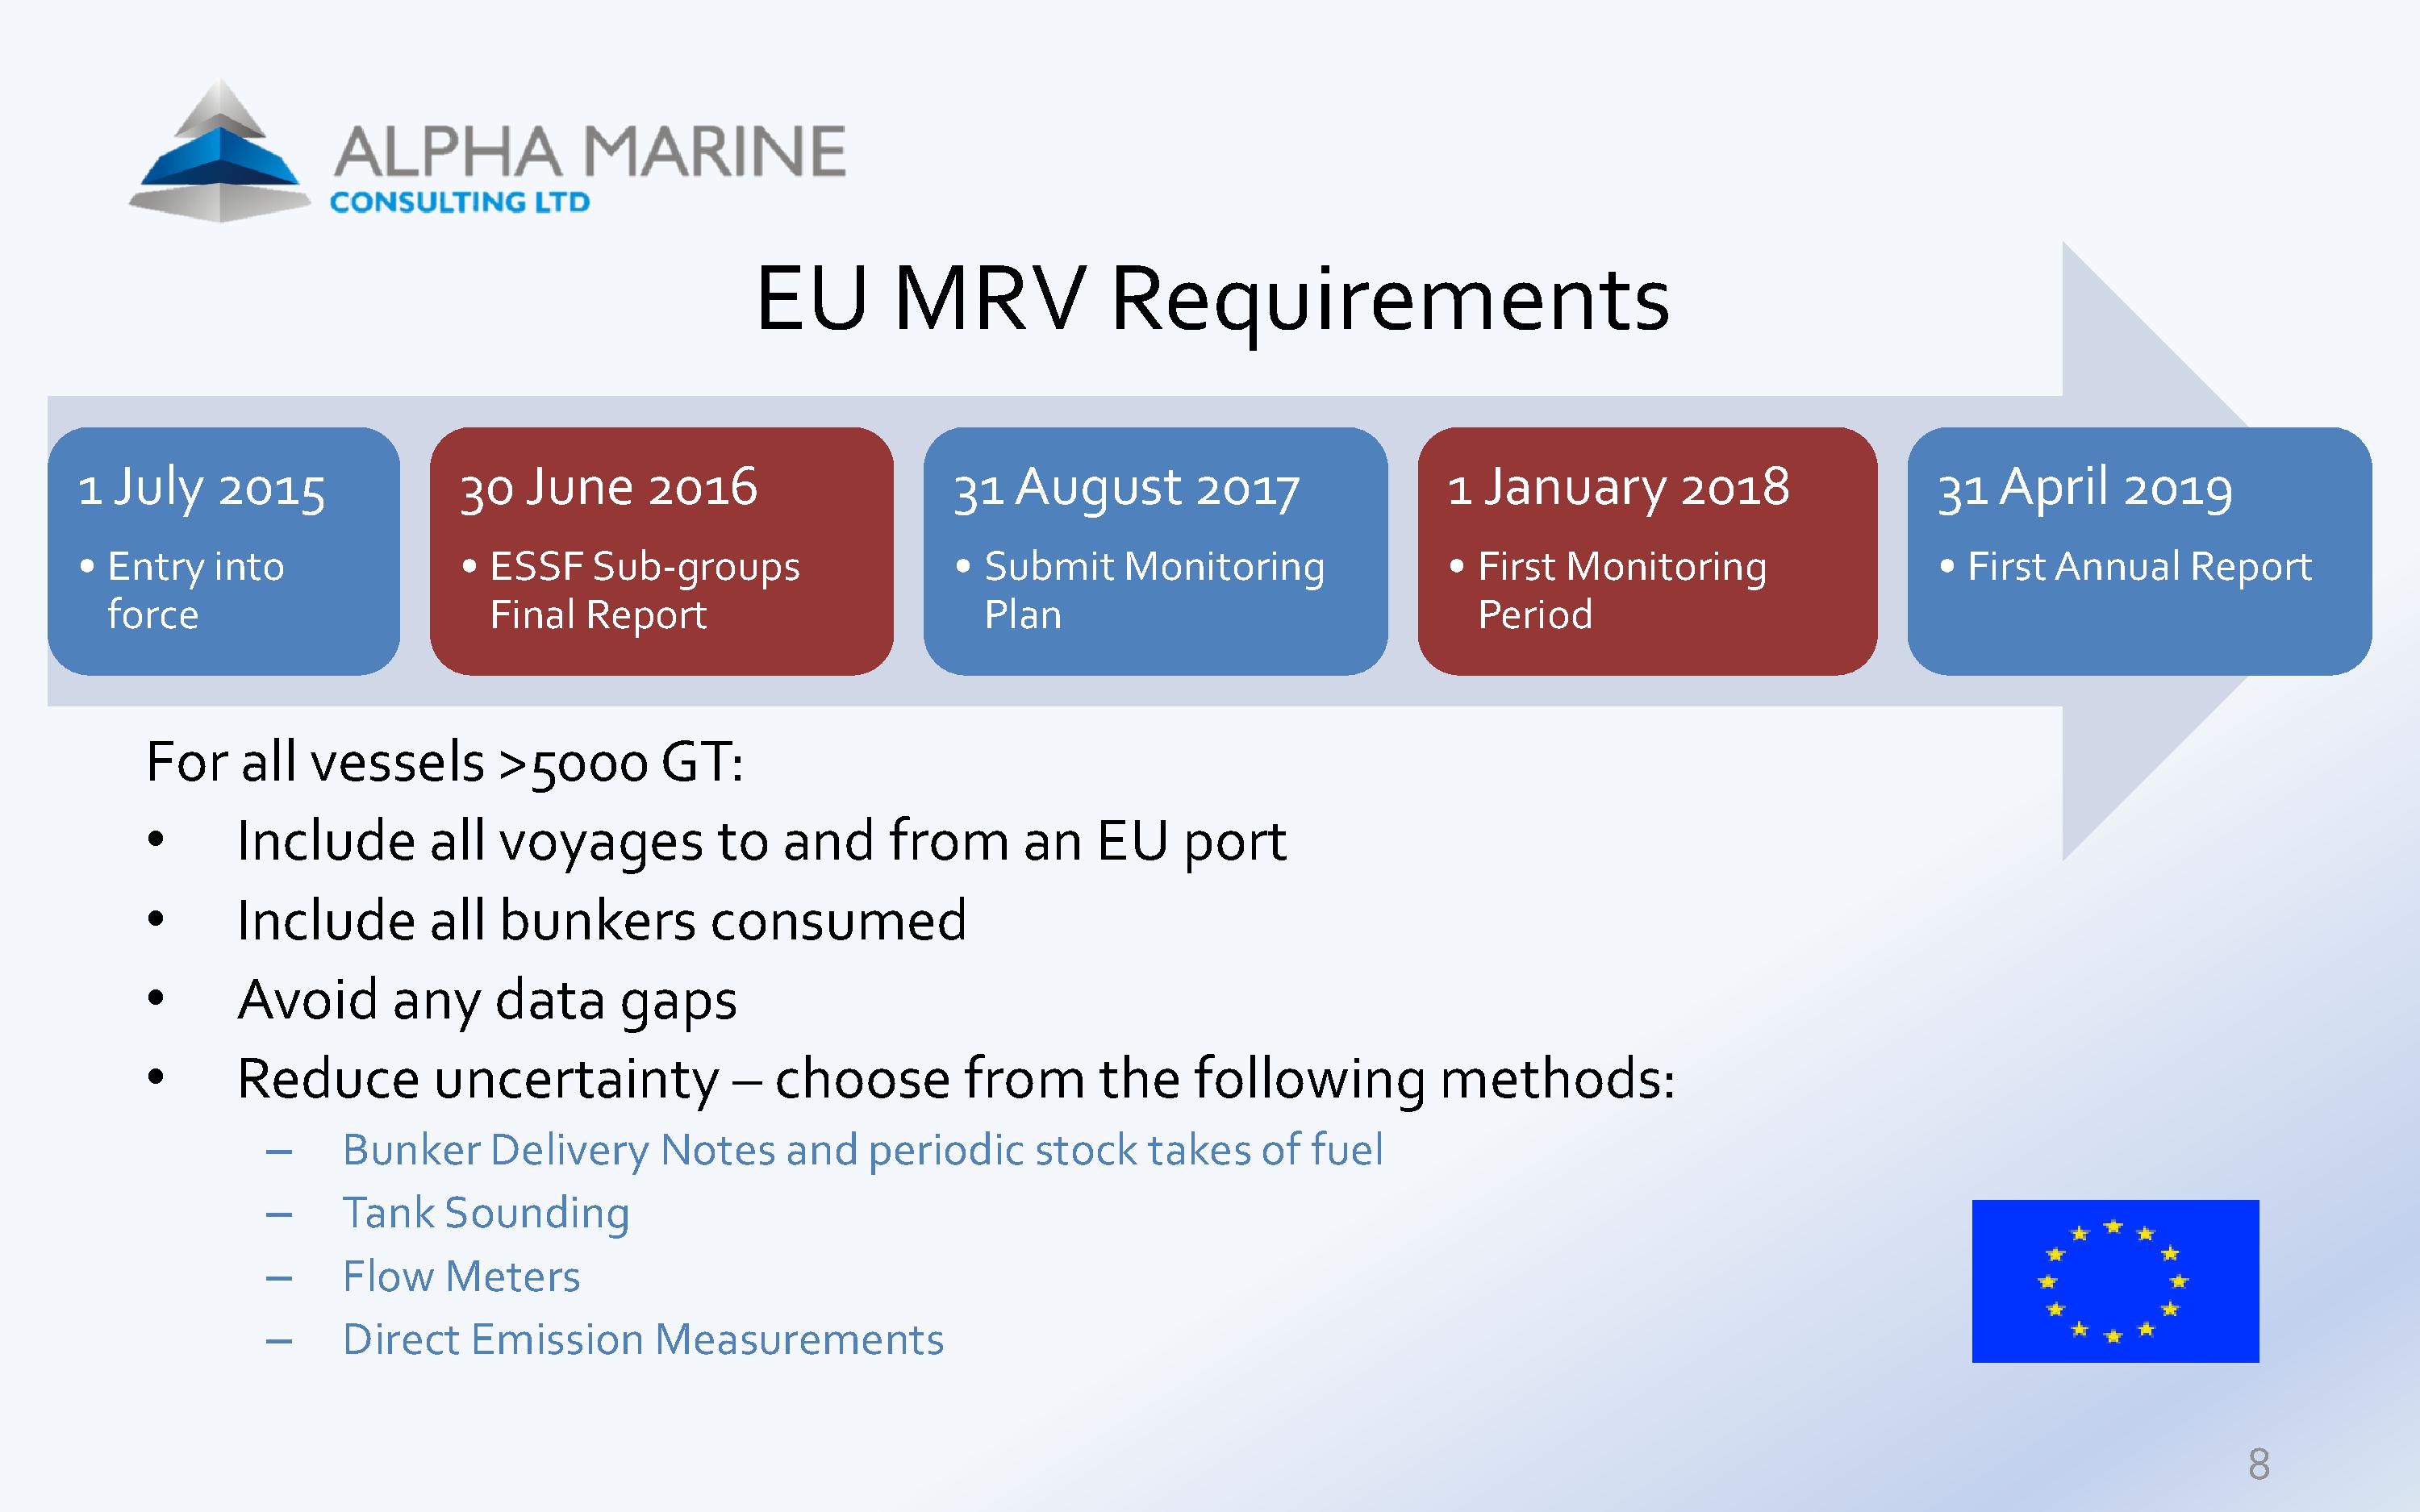 ALPHA MARINE
CONSULTING LTD
EU MRV Requirements
1 July 2015
• Entry into
force
30 June 2016
• ESSF Sub-groups
Final Report
31 August 2017
• Submit Monitoring
Plan
1 January 2018
• First Monitoring
Period
31 April 2019
• First Annual Report
For all vessels >5000 GT:
• Include all voyages to and from an EU port
• Include all bunkers consumed
• Avoid any data gaps
• Reduce uncertainty – choose from the following methods:
– Bunker Delivery Notes and periodic stock takes of fuel
– Tank Sounding
– Flow Meters
– Direct Emission Measurements
8